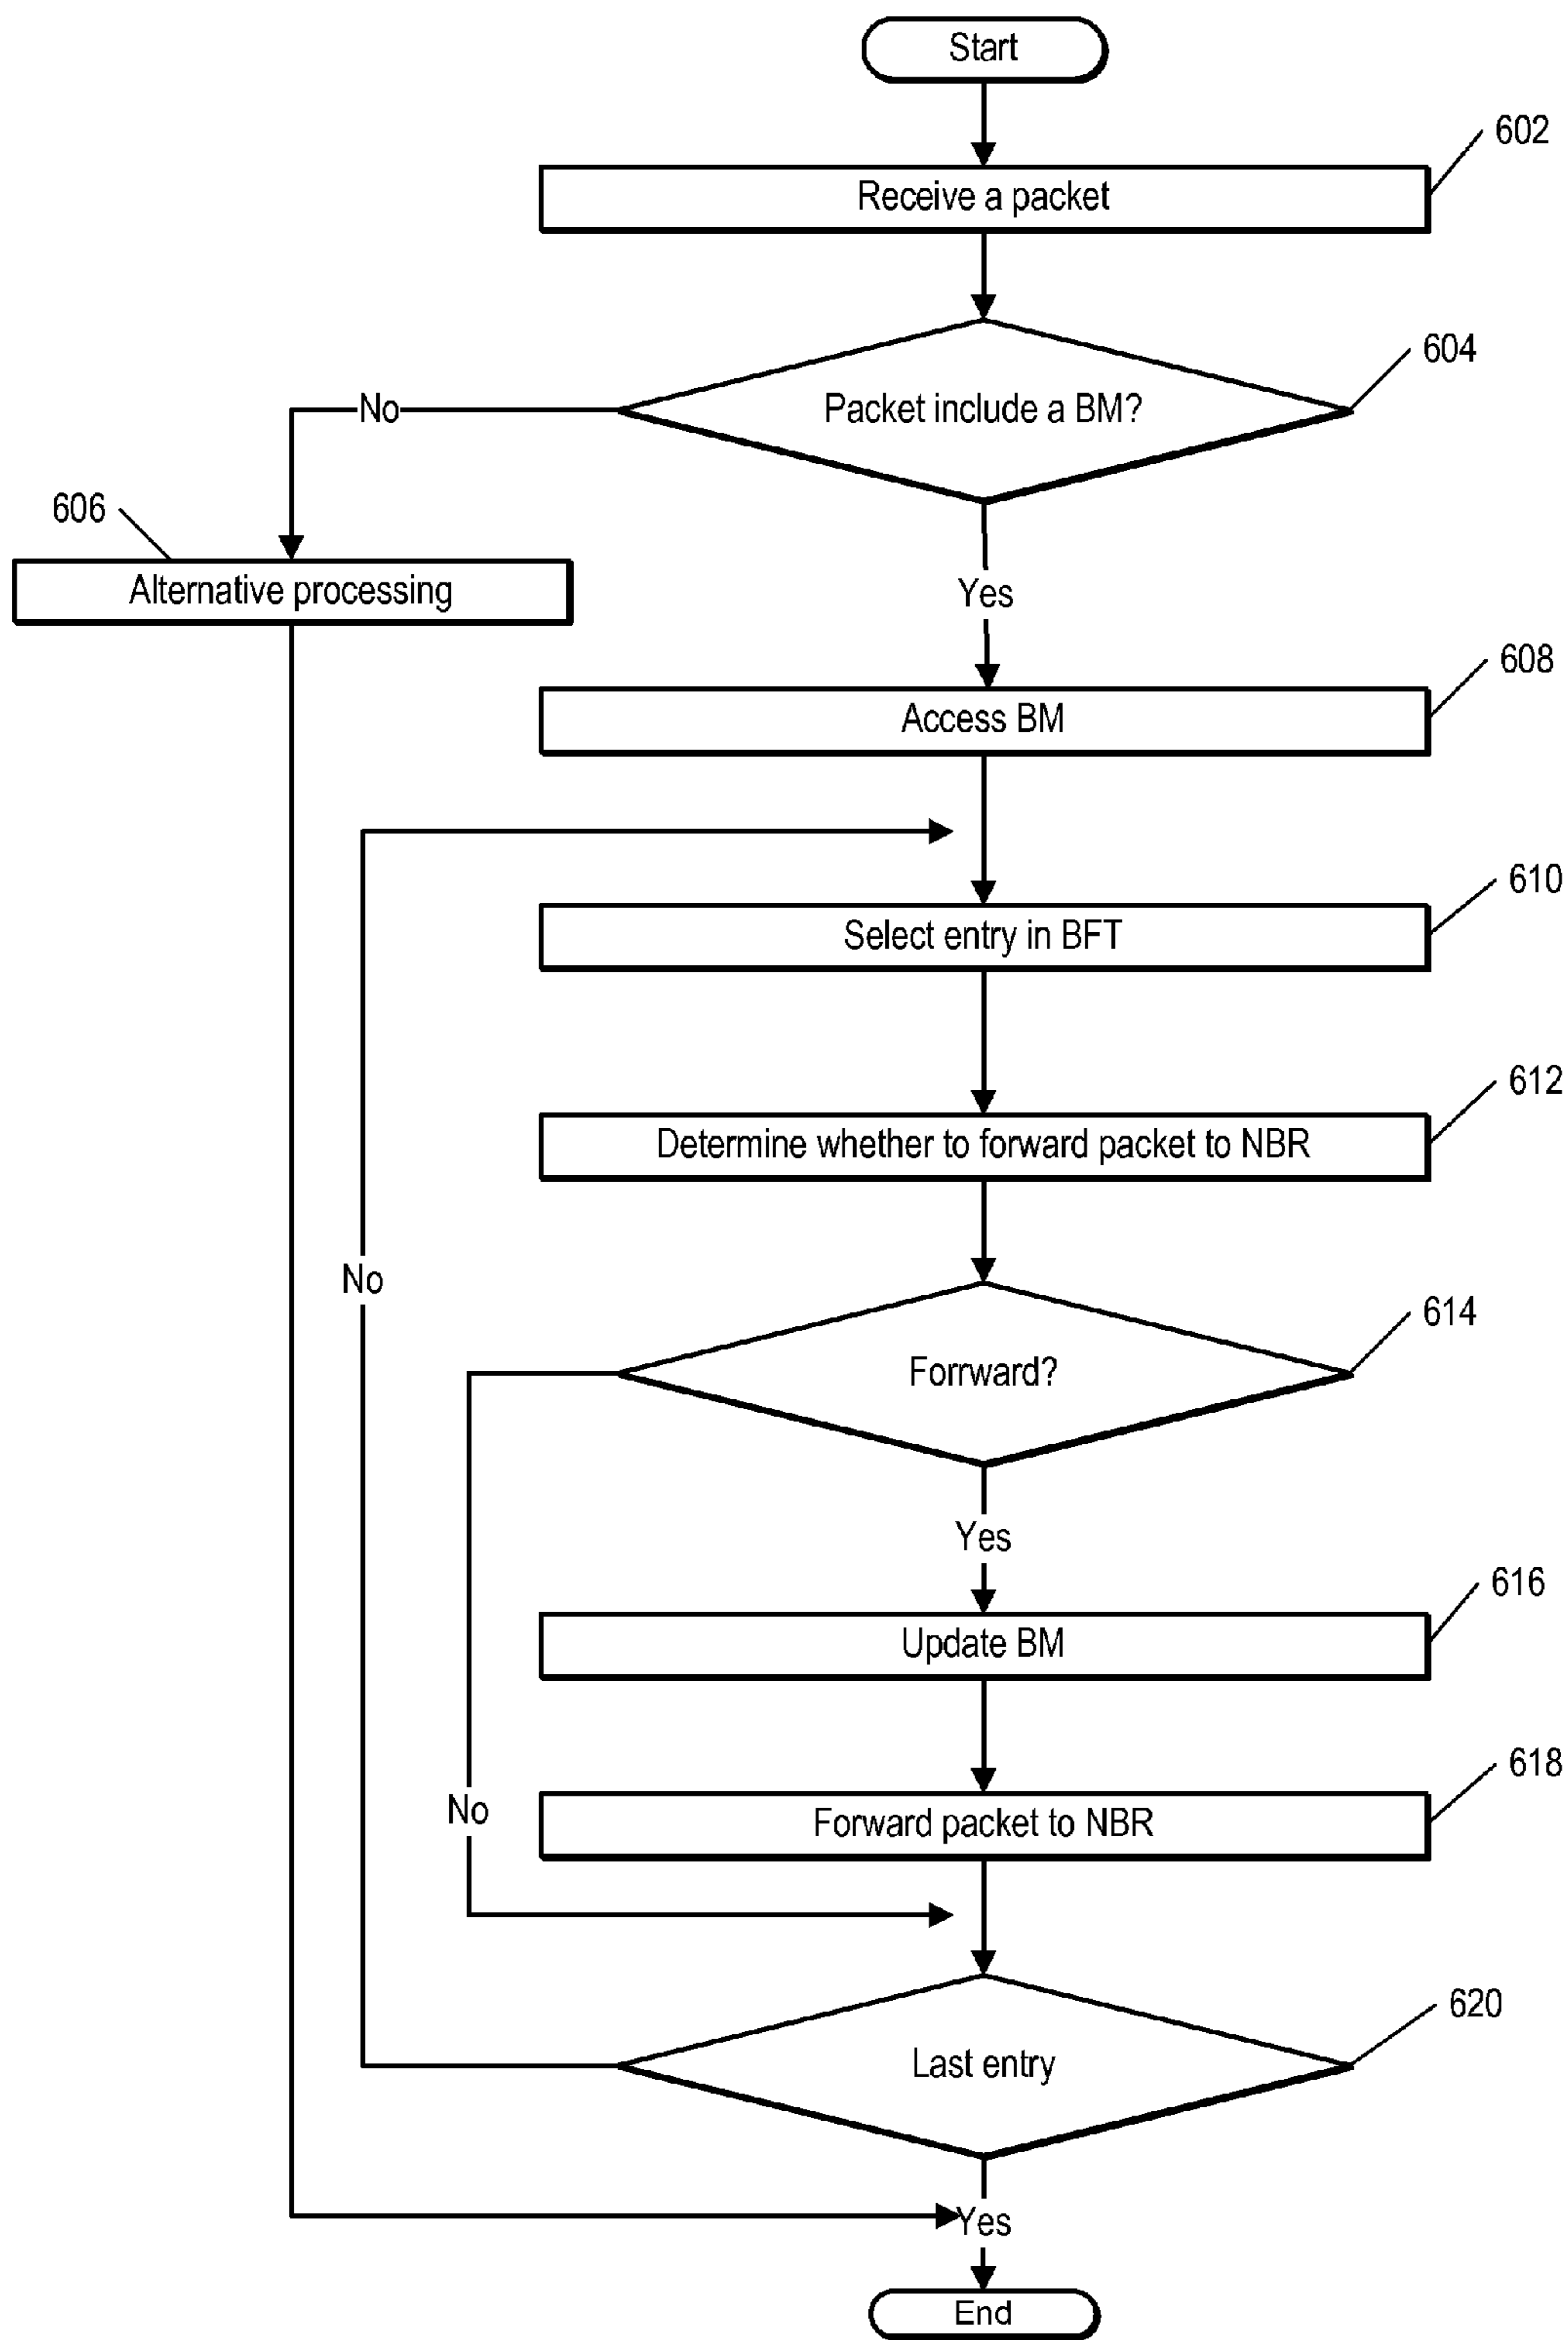 Start
602
Receive a packet
604
Packet include a BM?
No
606
Alternative processing
Yes
608
Access BM
610
Select entry in BFT
612
Determine whether to forward packet to NBR
No
614
Forrward?
Yes
616
Update BM
618
Forward packet to NBR
No
620
Last entry
Yes
End